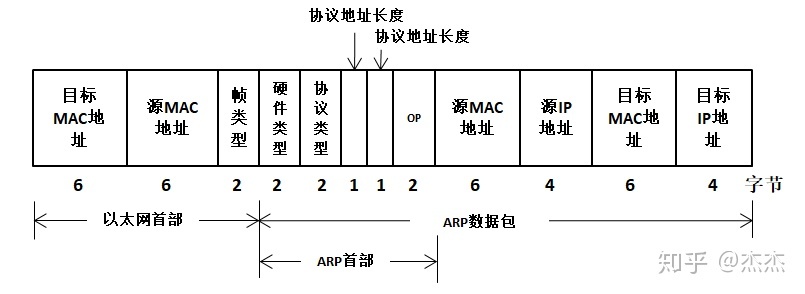 协议地址长度
协议地址长度
目标
MAC地
址
源MAC
地址
帧类型
硬件类型
协议类型
OP
源MAC
地址
源IP
地址
目标
MAC地
址
目标
IP地
址
6 6 2 2 2 1 1 2 6 4 6 4 字节
以太网首部
ARP数据包
ARP首部
知乎 @杰杰